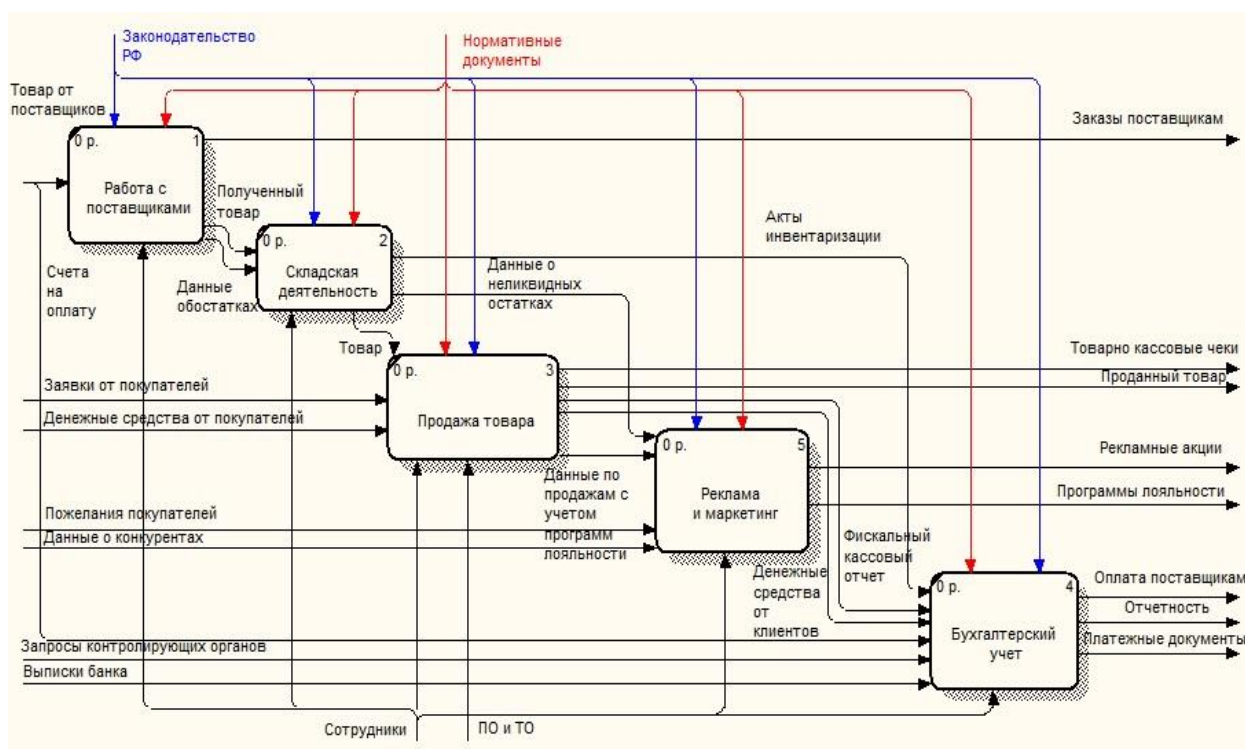 Законодательство
РФ
Нормативные
документы
Товар от
поставщиков
Заказы поставщикам
0 р.
1
Работа с
поставщиками
Полученный
товар
Акты
инвентаризации
0 р.
2
Складская
деятельность
Счета
на
оплату
Данные
обостатках
Данные о
неликвидных
остатках
Товар
Товарно кассовые чеки
0 р.
3
Проданный товар
Заявки от покупателей
Продажа товара
Денежные средства от покупателей
0 р.
5
Рекламные акции
Данные по
продажам с
учетом
программ
лояльности
Реклама
и маркетинг
Программы лояльности
Пожелания покупателей
Данные о конкурентах
Фискальный
кассовый
отчет
Денежные
средства
от
клиентов
0 р.
4
Оплата поставщикам
Отчетность
Бухгалтерский
учет
Платежные документы
Запросы контролирующих органов
Выписки банка
Сотрудники
ПО и ТО